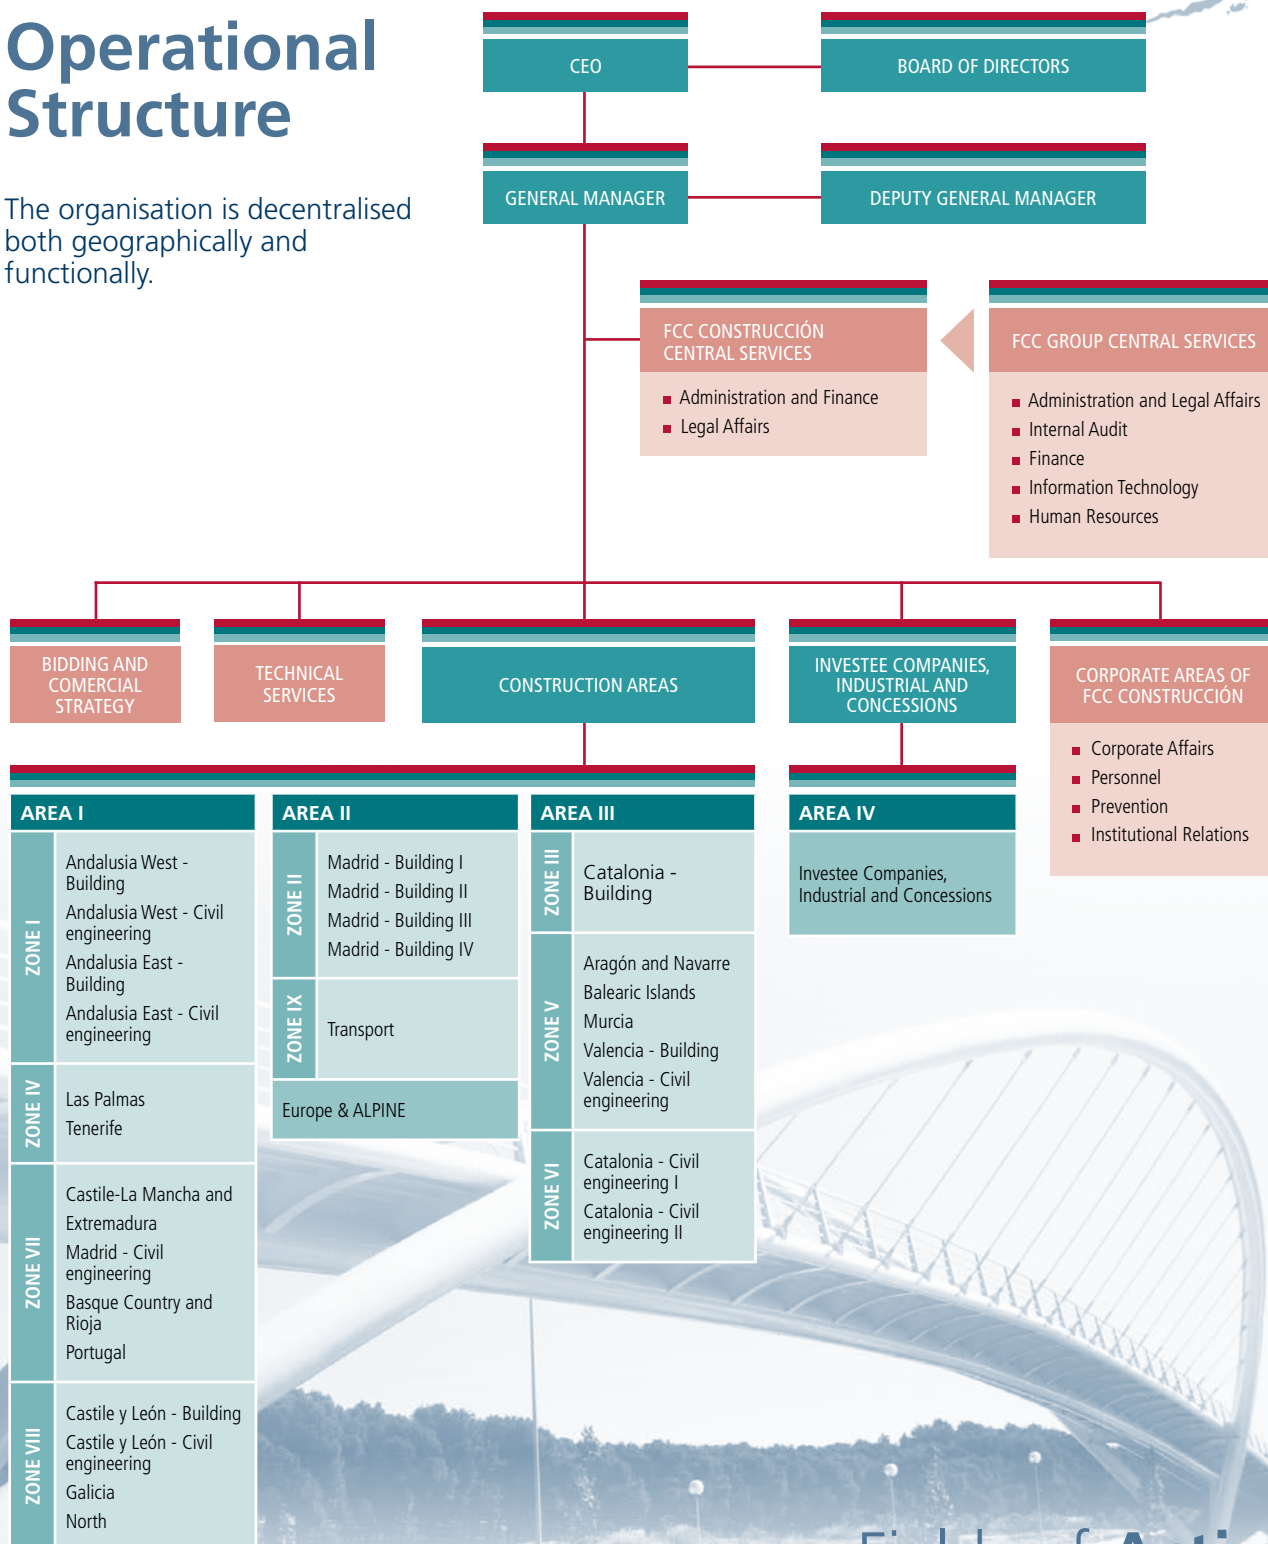 Operational
Structure
The organisation is decentralised
both geographically and
functionally.
CEO
BOARD OF DIRECTORS
GENERAL MANAGER
DEPUTY GENERAL MANAGER
FCC CONSTRUCCIÓN
CENTRAL SERVICES
Administration and Finance
Legal Affairs
FCC GROUP CENTRAL SERVICES
Administration and Legal Affairs
Internal Audit
Finance
Information Technology
Human Resources
BIDDING AND
COMERCIAL
STRATEGY
TECHNICAL
SERVICES
CONSTRUCTION AREAS
INVESTEE COMPANIES,
INDUSTRIAL AND
CONCESSIONS
CORPORATE AREAS OF
FCC CONSTRUCCIÓN
Corporate Affairs
Personnel
Prevention
Institutional Relations
AREA I
ZONE I
Andalusia West -
Building
Andalusia West - Civil
engineering
Andalusia East -
Building
Andalusia East - Civil
engineering
ZONE IV
Las Palmas
Tenerife
ZONE VII
Castile-La Mancha and
Extremadura
Madrid - Civil
engineering
Basque Country and
Rioja
Portugal
ZONE VIII
Castile y León - Building
Castile y León - Civil
engineering
Galicia
North
AREA II
ZONE II
Madrid - Building I
Madrid - Building II
Madrid - Building III
Madrid - Building IV
ZONE IX
Transport
Europe & ALPINE
AREA III
ZONE III
Catalonia -
Building
ZONE V
Aragón and Navarre
Balearic Islands
Murcia
Valencia - Building
Valencia - Civil
engineering
ZONE VI
Catalonia - Civil
engineering I
Catalonia - Civil
engineering II
AREA IV
Investee Companies,
Industrial and Concessions